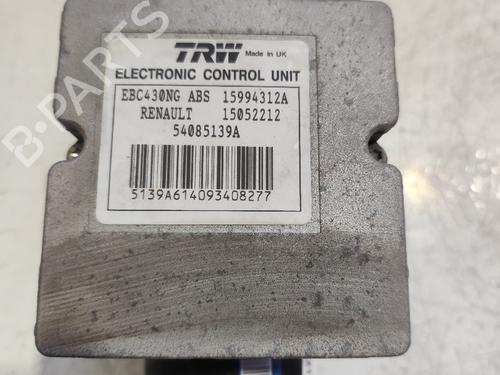 TRW Made in UK
ELECTRONIC CONTROL UNIT
EBC430NG ABS 15994312A
RENAULT 15052212
54085139A
5139A614093408277
B-PARTS